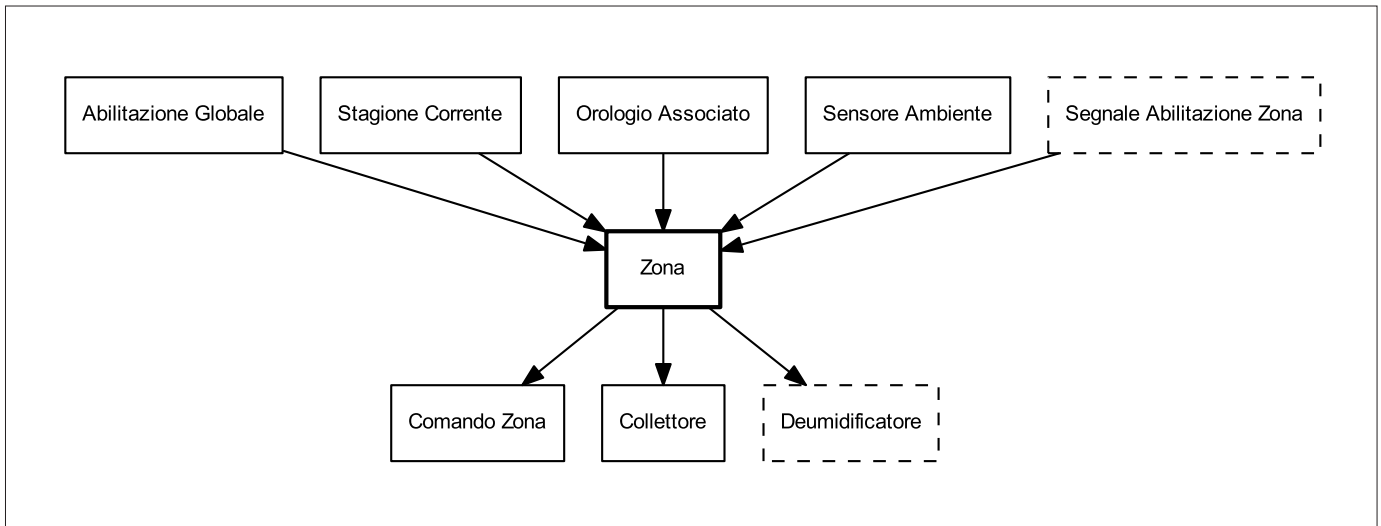 Abilitazione Globale
Stagione Corrente
Orologio Associato
Sensore Ambiente
Segnale Abilitazione Zona
Zona
Comando Zona
Collettore
Deumidificatore